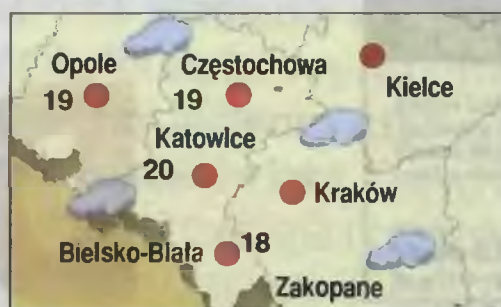 Opole
Częstochowa
19
19
Kielce
Katowice
20
Kraków
Bielsko-Biała
18
Zakopane